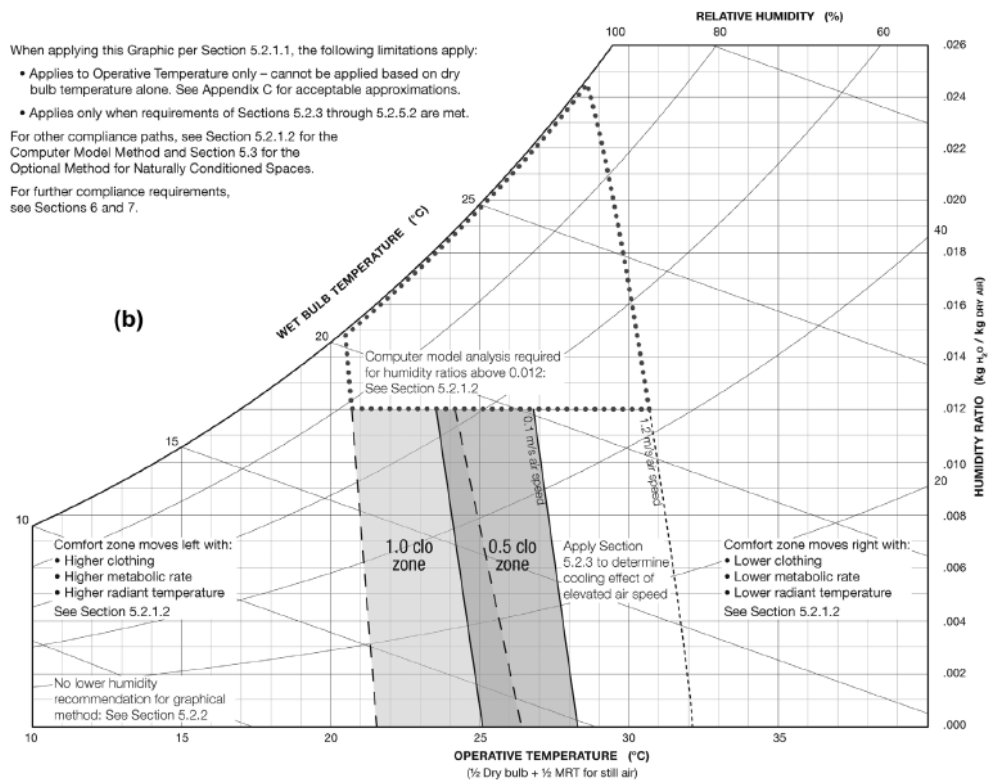 RELATIVE HUMIDITY (%)
100
80
60
When applying this Graphic per Section 5.2.1.1, the following limitations apply:
• Applies to Operative Temperature only – cannot be applied based on dry
bulb temperature alone. See Appendix C for acceptable approximations.
• Applies only when requirements of Sections 5.2.3 through 5.2.5.2 are met.
For other compliance paths, see Section 5.2.1.2 for the
Computer Model Method and Section 5.3 for the
Optional Method for Naturally Conditioned Spaces.
For further compliance requirements,
see Sections 6 and 7.
(b)
WET BULB TEMPERATURE (°C)
25
20
15
10
Computer model analysis required
for humidity ratios above 0.012:
See Section 5.2.1.2
0.1 m/s air speed
1.2 m/s air speed
1.0 clo
zone
0.5 clo
zone
Comfort zone moves left with:
• Higher clothing
• Higher metabolic rate
• Higher radiant temperature
See Section 5.2.1.2
Apply Section
5.2.3 to determine
cooling effect of
elevated air speed
Comfort zone moves right with:
• Lower clothing
• Lower metabolic rate
• Lower radiant temperature
See Section 5.2.1.2
No lower humidity
recommendation for graphical
method: See Section 5.2.2
.026
.024
.022
.020
40
.018
.016
.014
.012
.010
20
.008
.006
.004
.002
.000
HUMIDITY RATIO (kg H2O / kg DRY AIR)
10
15
20
25
30
35
OPERATIVE TEMPERATURE (°C)
(½ Dry bulb + ½ MRT for still air)